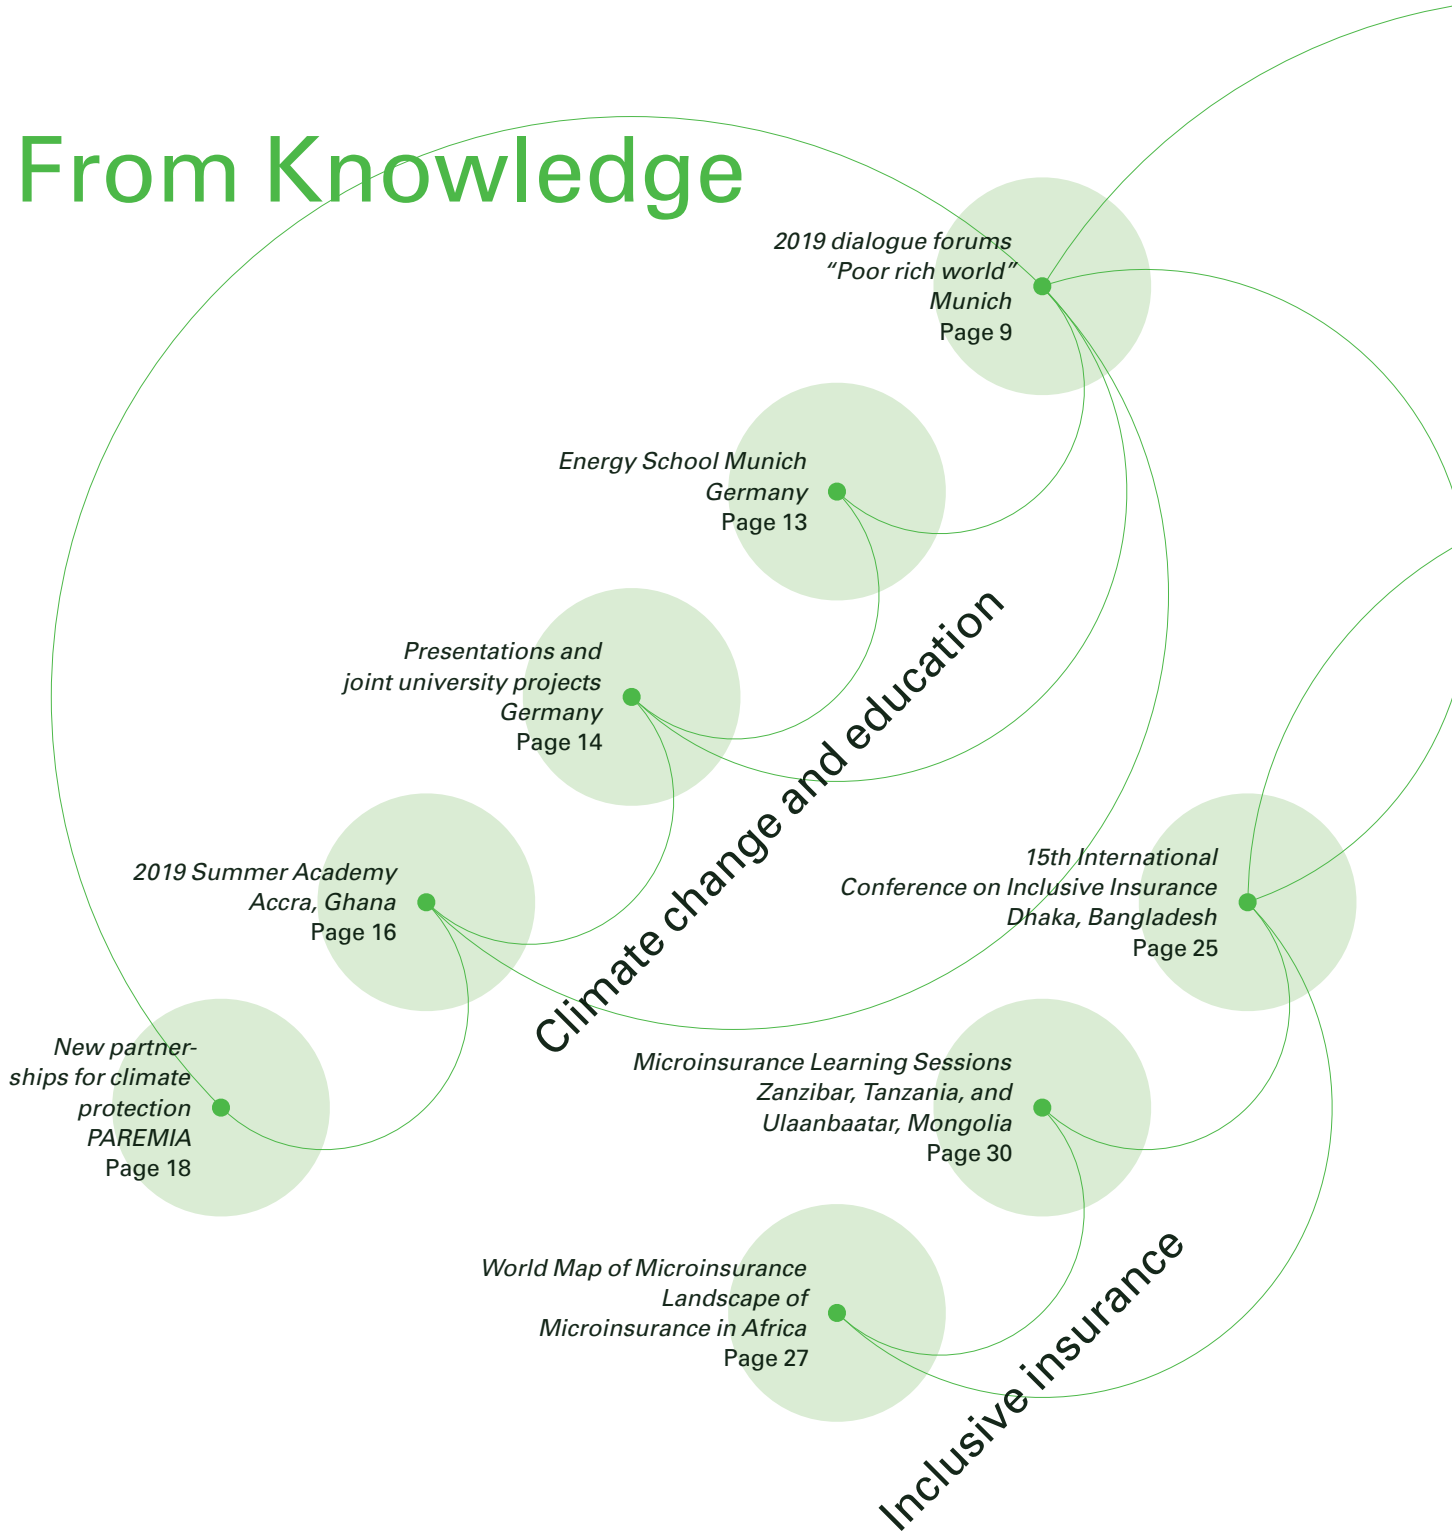 From Knowledge
2019 dialogue forums
“Poor rich world”
Munich
Page 9
Energy School Munich
Germany
Page 13
Presentations and
joint university projects
Germany
Page 14
2019 Summer Academy
Accra, Ghana
Page 16
New partner-
ships for climate
protection
PAREMIA
Page 18
Climate change and education
15th International
Conference on Inclusive Insurance
Dhaka, Bangladesh
Page 25
Microinsurance Learning Sessions
Zanzibar, Tanzania, and
Ulaanbaatar, Mongolia
Page 30
World Map of Microinsurance
Landscape of
Microinsurance in Africa
Page 27
Inclusive insurance